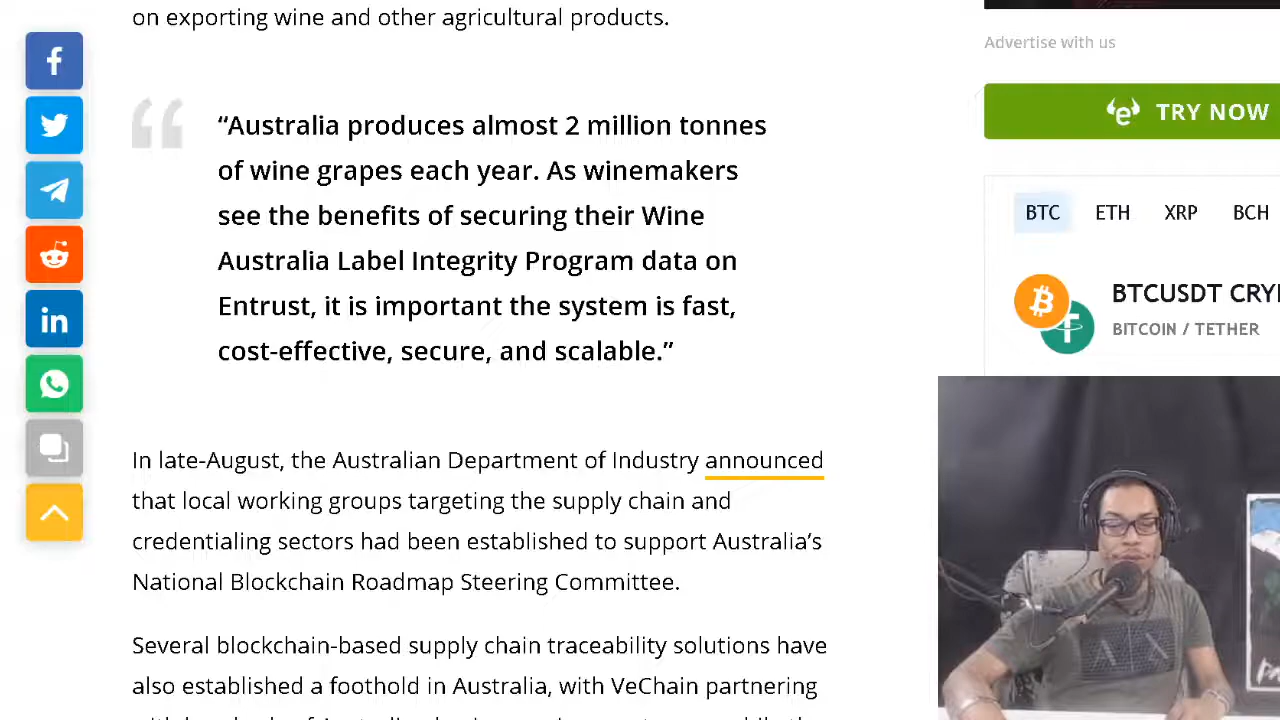 on exporting wine and other agricultural products.
Advertise with us
TRY NOW
“Australia produces almost 2 million tonnes
of wine grapes each year. As winemakers
see the benefits of securing their Wine
Australia Label Integrity Program data on
Entrust, it is important the system is fast,
cost-effective, secure, and scalable.”
BTC ETH XRP BCH
BTCUSDT
BITCOIN / TETHER
In late-August, the Australian Department of Industry announced
that local working groups targeting the supply chain and
credentialing sectors had been established to support Australia’s
National Blockchain Roadmap Steering Committee.
Several blockchain-based supply chain traceability solutions have
also established a foothold in Australia, with VeChain partnering